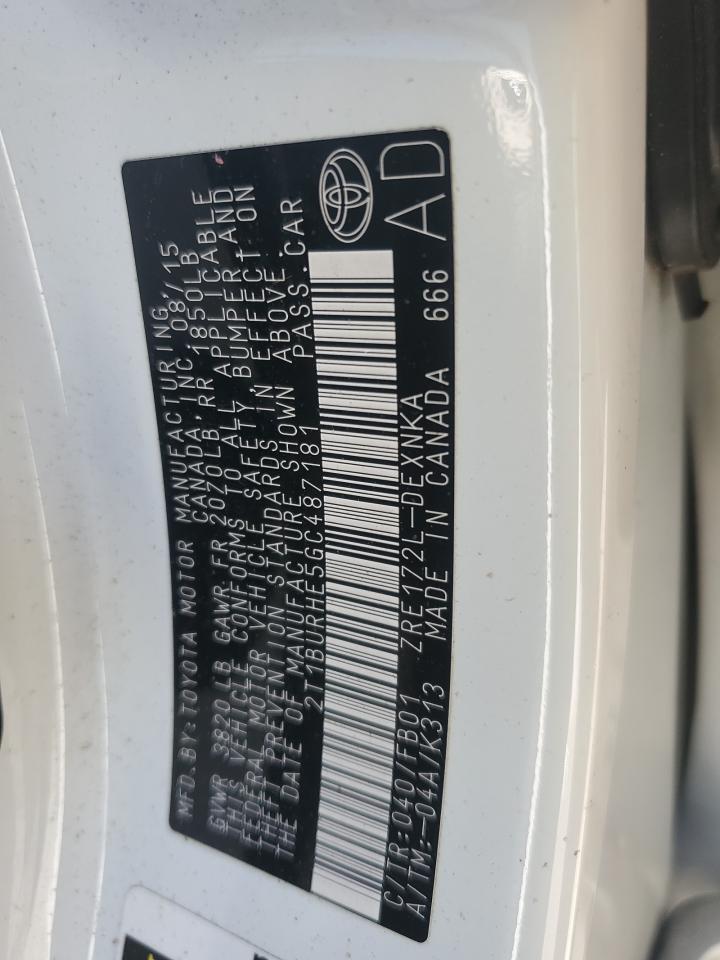 MFD.BY:TOYOTA MOTOR MANUFACTURING
CANADA,INC. 08/15
GVWR 3820 LB GAWR FR 2070LB,RR 1850LB
THIS VEHICLE CONFORMS TO ALL APPLICABLE
FEDERAL MOTOR VEHICLE SAFETY,BUMPER,AND
THEFT PREVENTION STANDARDS IN EFFECT ON
THE DATE OF MANUFACTURE SHOWN ABOVE.
2T1BURHE5GC487181 PASS.CAR
C/TR:040/FB01 ZRE172L-DEXNKA
A/TM:-04A/K313 MADE IN CANADA 666
AD